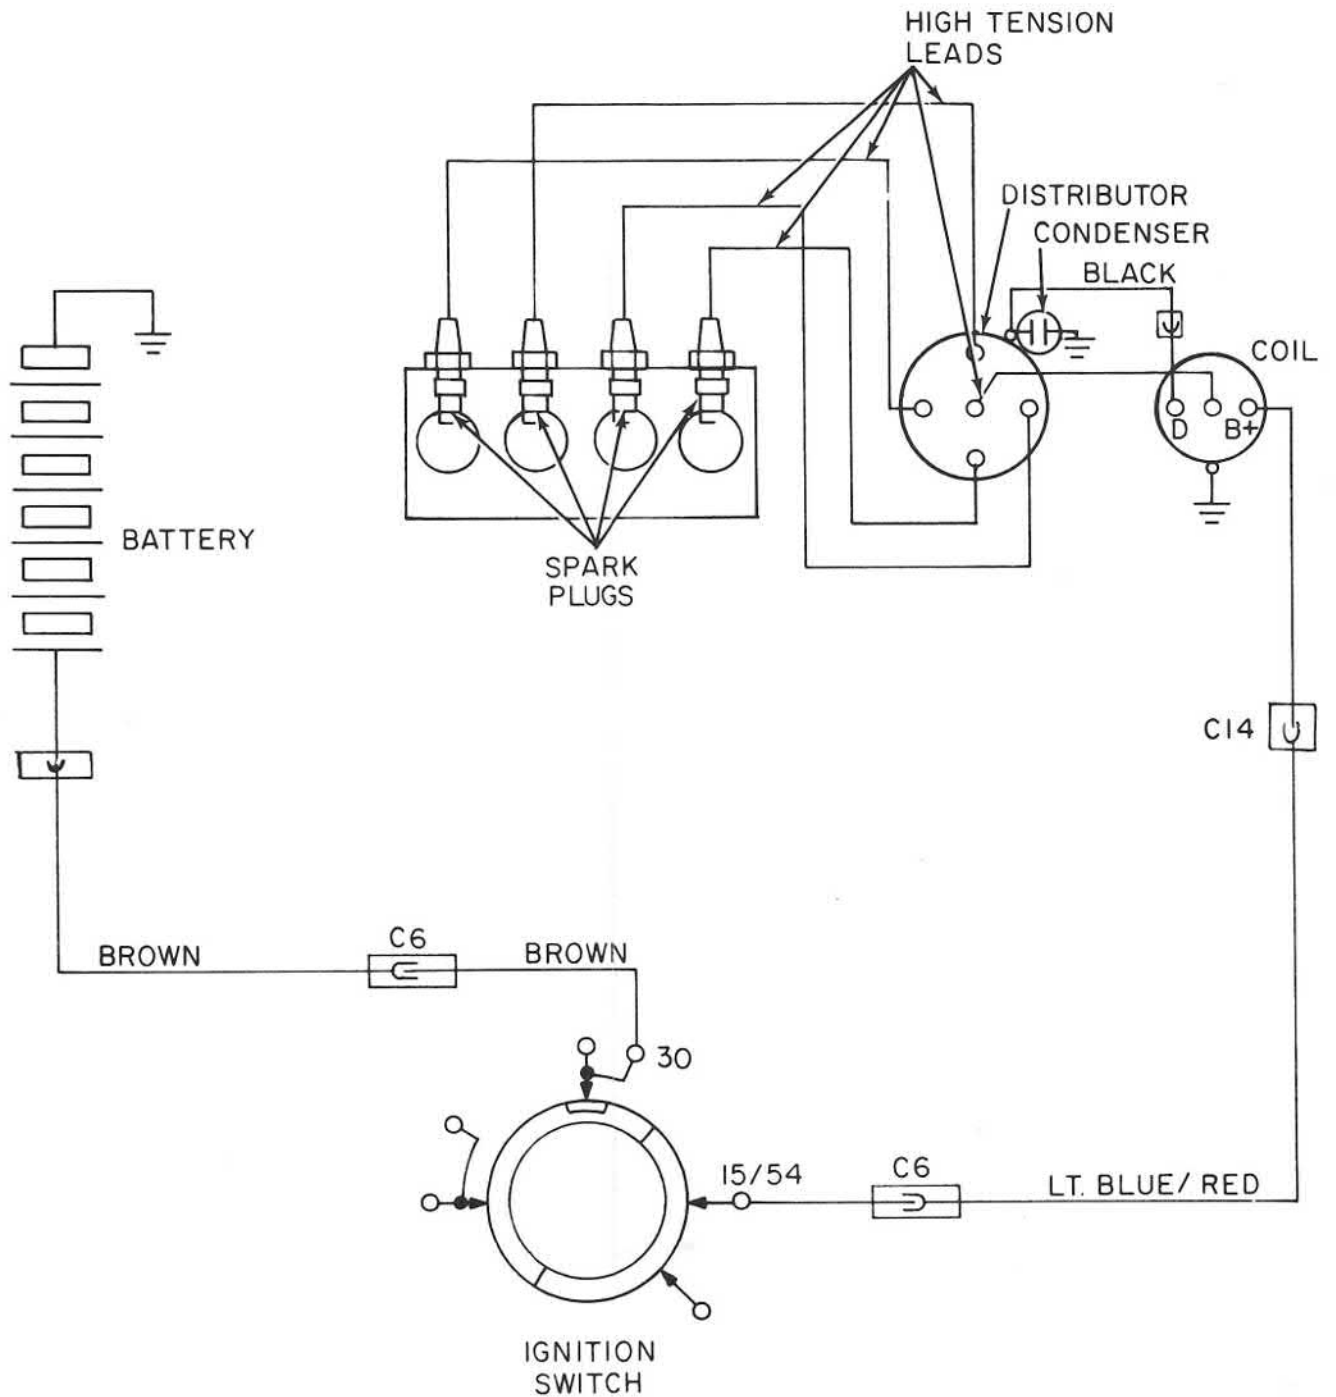 HIGH TENSION
LEADS
DISTRIBUTOR
CONDENSER
BLACK
COIL
D
B+
BATTERY
SPARK
PLUGS
C14
C6
BROWN
BROWN
30
15/54
C6
LT. BLUE/RED
IGNITION
SWITCH